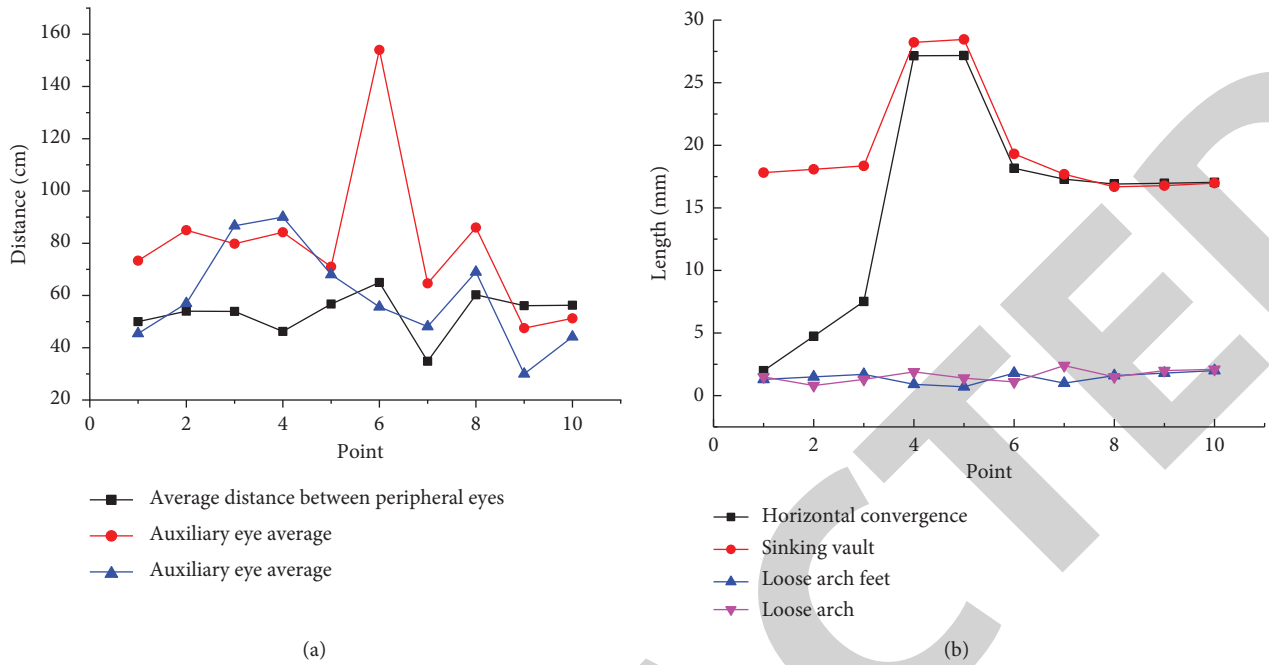 160
140
120
100
80
60
40
20
Distance (cm)
0 2 4 6 8 10
Point
Average distance between peripheral eyes
Auxiliary eye average
Auxiliary eye average
(a)
30
25
20
15
10
5
0
Length (mm)
0 2 4 6 8 10
Point
Horizontal convergence
Sinking vault
Loose arch feet
Loose arch
(b)